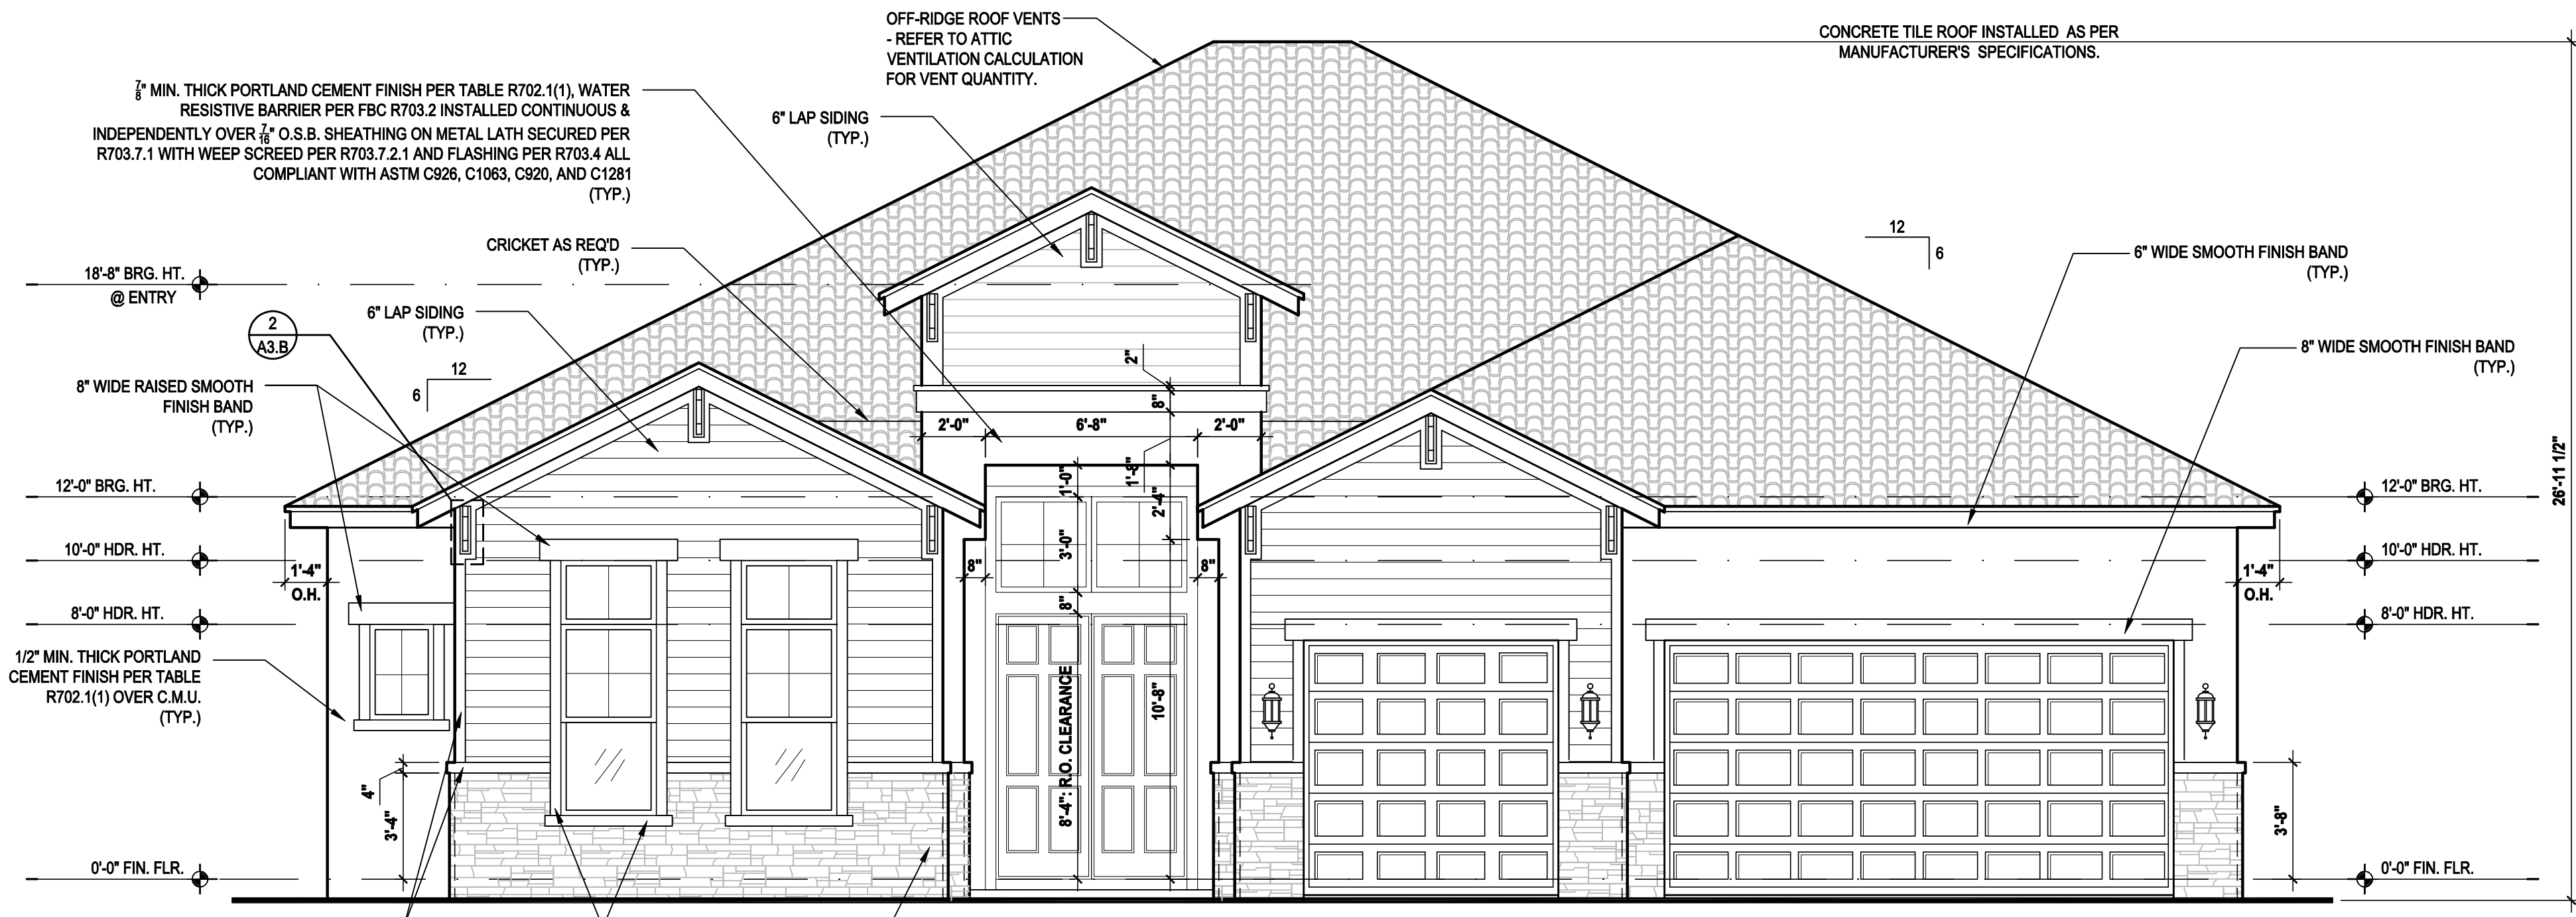 OFF-RIDGE ROOF VENTS
- REFER TO ATTIC
VENTILATION CALCULATION
FOR VENT QUANTITY.
CONCRETE TILE ROOF INSTALLED AS PER
MANUFACTURER'S SPECIFICATIONS.
7/8" MIN. THICK PORTLAND CEMENT FINISH PER TABLE R702.1(1), WATER
RESISTIVE BARRIER PER FBC R703.2 INSTALLED CONTINUOUS &
INDEPENDENTLY OVER 7/16" O.S.B. SHEATHING ON METAL LATH SECURED PER
R703.7.1 WITH WEEP SCREED PER R703.7.2.1 AND FLASHING PER R703.4 ALL
COMPLIANT WITH ASTM C926, C1063, C920, AND C1281
(TYP.)
6" LAP SIDING
(TYP.)
CRICKET AS REQ'D
(TYP.)
18'-8" BRG. HT.
@ ENTRY
2
A3.B
6" LAP SIDING
(TYP.)
12
6
8" WIDE RAISED SMOOTH
FINISH BAND
(TYP.)
12
6
6" WIDE SMOOTH FINISH BAND
(TYP.)
8" WIDE SMOOTH FINISH BAND
(TYP.)
2"
8"
2'-0"
6'-8"
2'-0"
1'-8"
1'-0"
2'-4"
3'-0"
8"
8"
8"
8'-4": R.O. CLEARANCE
10'-8"
12'-0" BRG. HT.
10'-0" HDR. HT.
1'-4"
O.H.
8'-0" HDR. HT.
1/2" MIN. THICK PORTLAND
CEMENT FINISH PER TABLE
R702.1(1) OVER C.M.U.
(TYP.)
4"
3'-4"
0'-0" FIN. FLR.
26'-11 1/2"
12'-0" BRG. HT.
10'-0" HDR. HT.
1'-4"
O.H.
8'-0" HDR. HT.
3'-8"
0'-0" FIN. FLR.